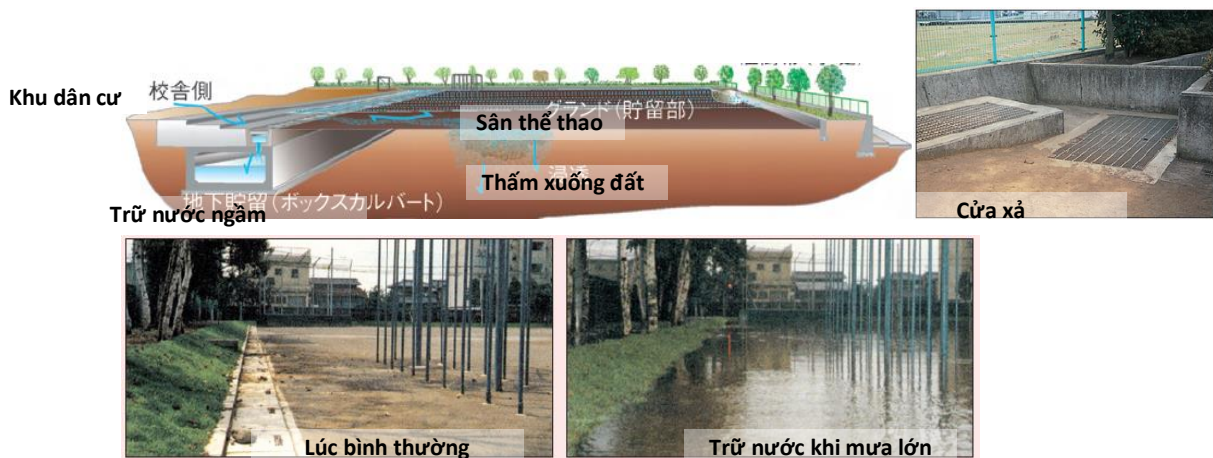 Khu dân cư
校舎側
グランド(貯留部)
Sân thể thao
浸透
Thấm xuống đất
地下貯留(ボックスカルバート)
Trữ nước ngầm
Cửa xả
Lúc bình thường
Trữ nước khi mưa lớn